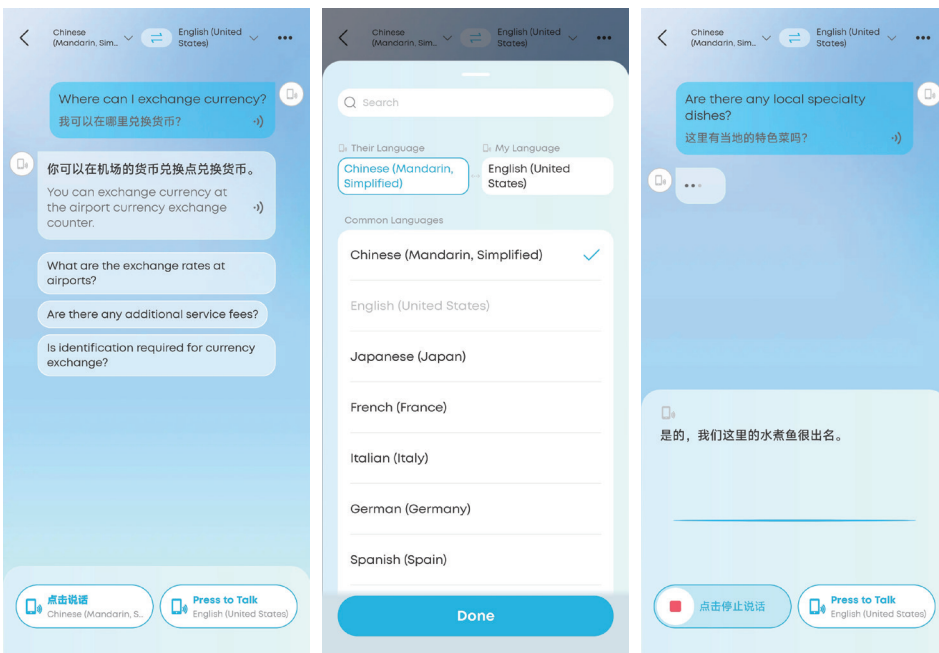 Chinese
(Mandarin, Sim...
English (United
States)
Where can I exchange currency?
我可以在哪里兑换货币？
你可以在机场的货币兑换点兑换货币。
You can exchange currency at
the airport currency exchange
counter.
What are the exchange rates at
airports?
Are there any additional service fees?
Is identification required for currency
exchange?
点击说话
Chinese (Mandarin, S...
Press to Talk
English (United States)
Chinese
(Mandarin, Sim...
English (United
States)
Search
Their Language
My Language
Chinese (Mandarin,
Simplified)
English (United
States)
Common Languages
Chinese (Mandarin, Simplified)
English (United States)
Japanese (Japan)
French (France)
Italian (Italy)
German (Germany)
Spanish (Spain)
Done
Chinese
(Mandarin, Sim...
English (United
States)
Are there any local specialty
dishes?
这里有当地的特色菜吗？
是的，我们这里的水煮鱼很出名。
点击停止说话
Press to Talk
English (United States)